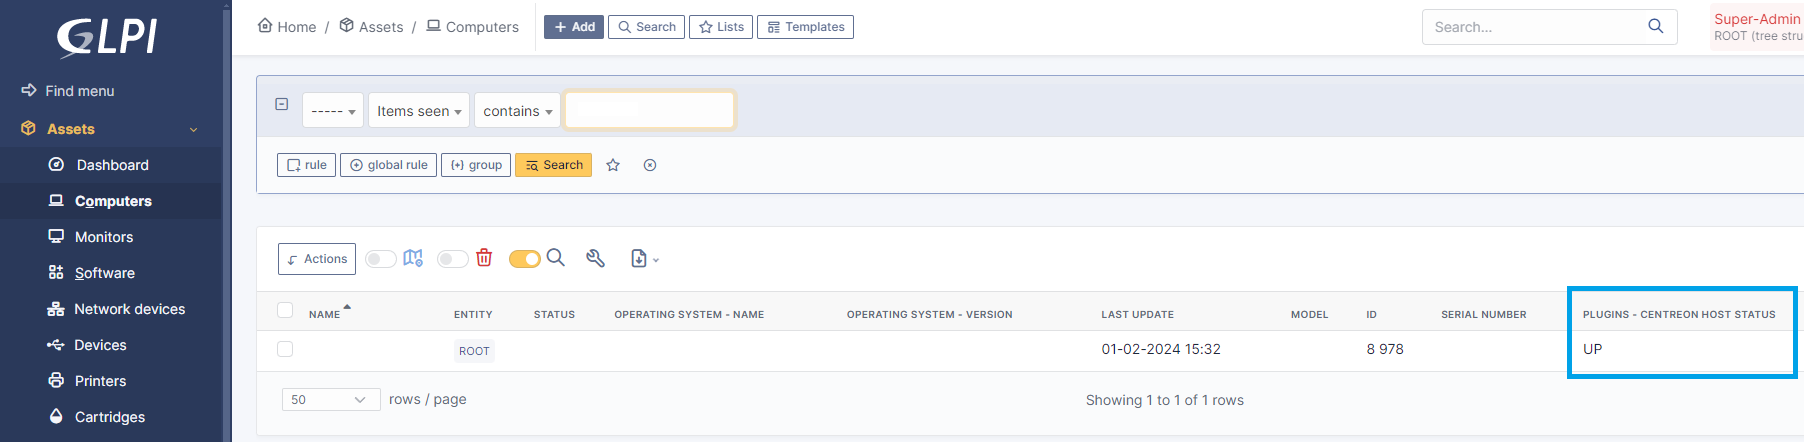 GLPI
Find menu
Assets
Dashboard
Computers
Monitors
Software
Network devices
Devices
Printers
Cartridges
Home / Assets / Computers
Add Search Lists Templates
Search...
Super-Admin
ROOT (tree stru
----- Items seen contains
rule global rule (+) group Search
Actions
NAME ENTITY STATUS OPERATING SYSTEM - NAME OPERATING SYSTEM - VERSION LAST UPDATE MODEL ID SERIAL NUMBER PLUGINS - CENTREON HOST STATUS
ROOT 01-02-2024 15:32 8 978 UP
50 rows / page Showing 1 to 1 of 1 rows